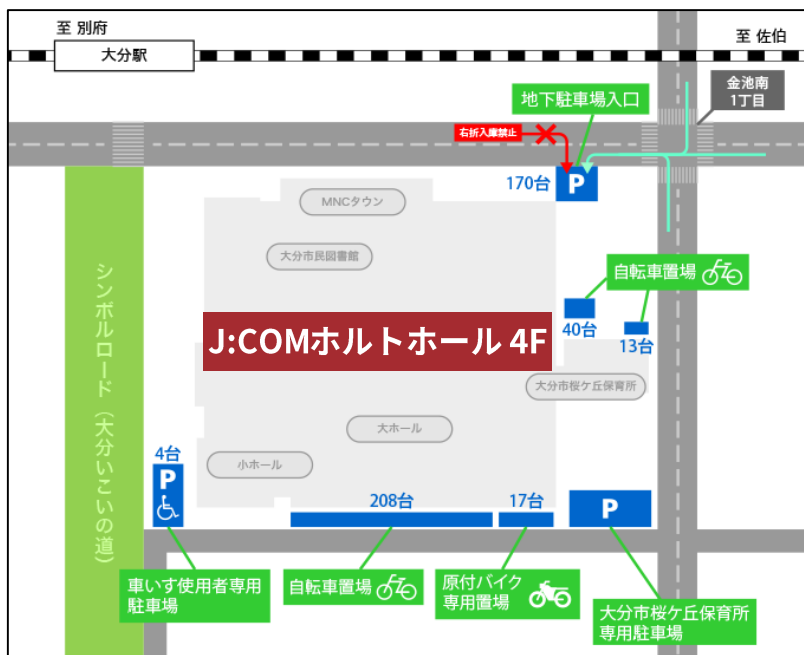 至 別府
大分駅
至 佐伯
金池南
1丁目
地下駐車場入口
右折入庫禁止
170台
P
MNCタウン
大分市民図書館
自転車置場
40台
13台
J:COMホルトホール 4F
大分市桜ケ丘保育所
大ホール
小ホール
シンボルロード（大分いこいの道）
4台
P
208台
17台
P
車いす使用者専用
駐車場
自転車置場
原付バイク
専用置場
大分市桜ケ丘保育所
専用駐車場